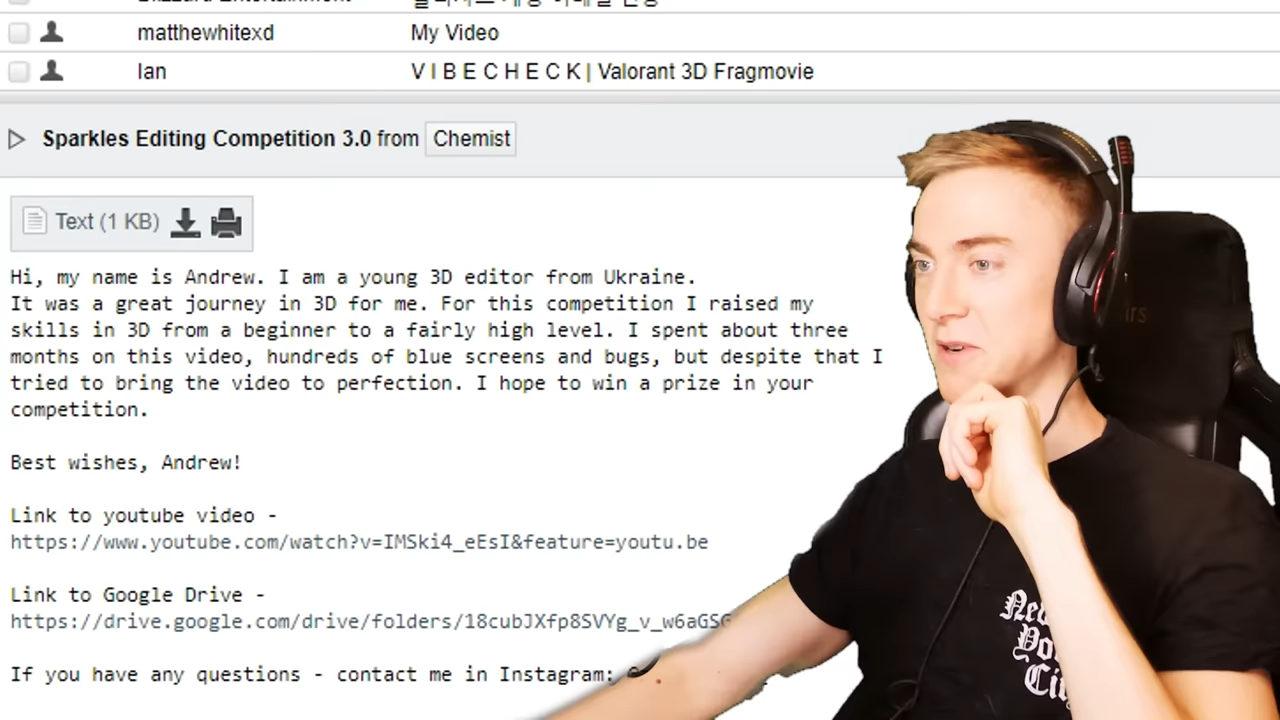 matthewhitexd My Video
Ian V I B E C H E C K | Valorant 3D Fragmovie
Sparkles Editing Competition 3.0 from Chemist
Text (1 KB)
Hi, my name is Andrew. I am a young 3D editor from Ukraine.
It was a great journey in 3D for me. For this competition I raised my
skills in 3D from a beginner to a fairly high level. I spent about three
months on this video, hundreds of blue screens and bugs, but despite that I
tried to bring the video to perfection. I hope to win a prize in your
competition.
Best wishes, Andrew!
Link to youtube video -
https://www.youtube.com/watch?v=IMSki4_eEsI&feature=youtu.be
Link to Google Drive -
https://drive.google.com/drive/folders/18cubJXfp8SVYg_v_w6aGSG
If you have any questions - contact me in Instagram:
City